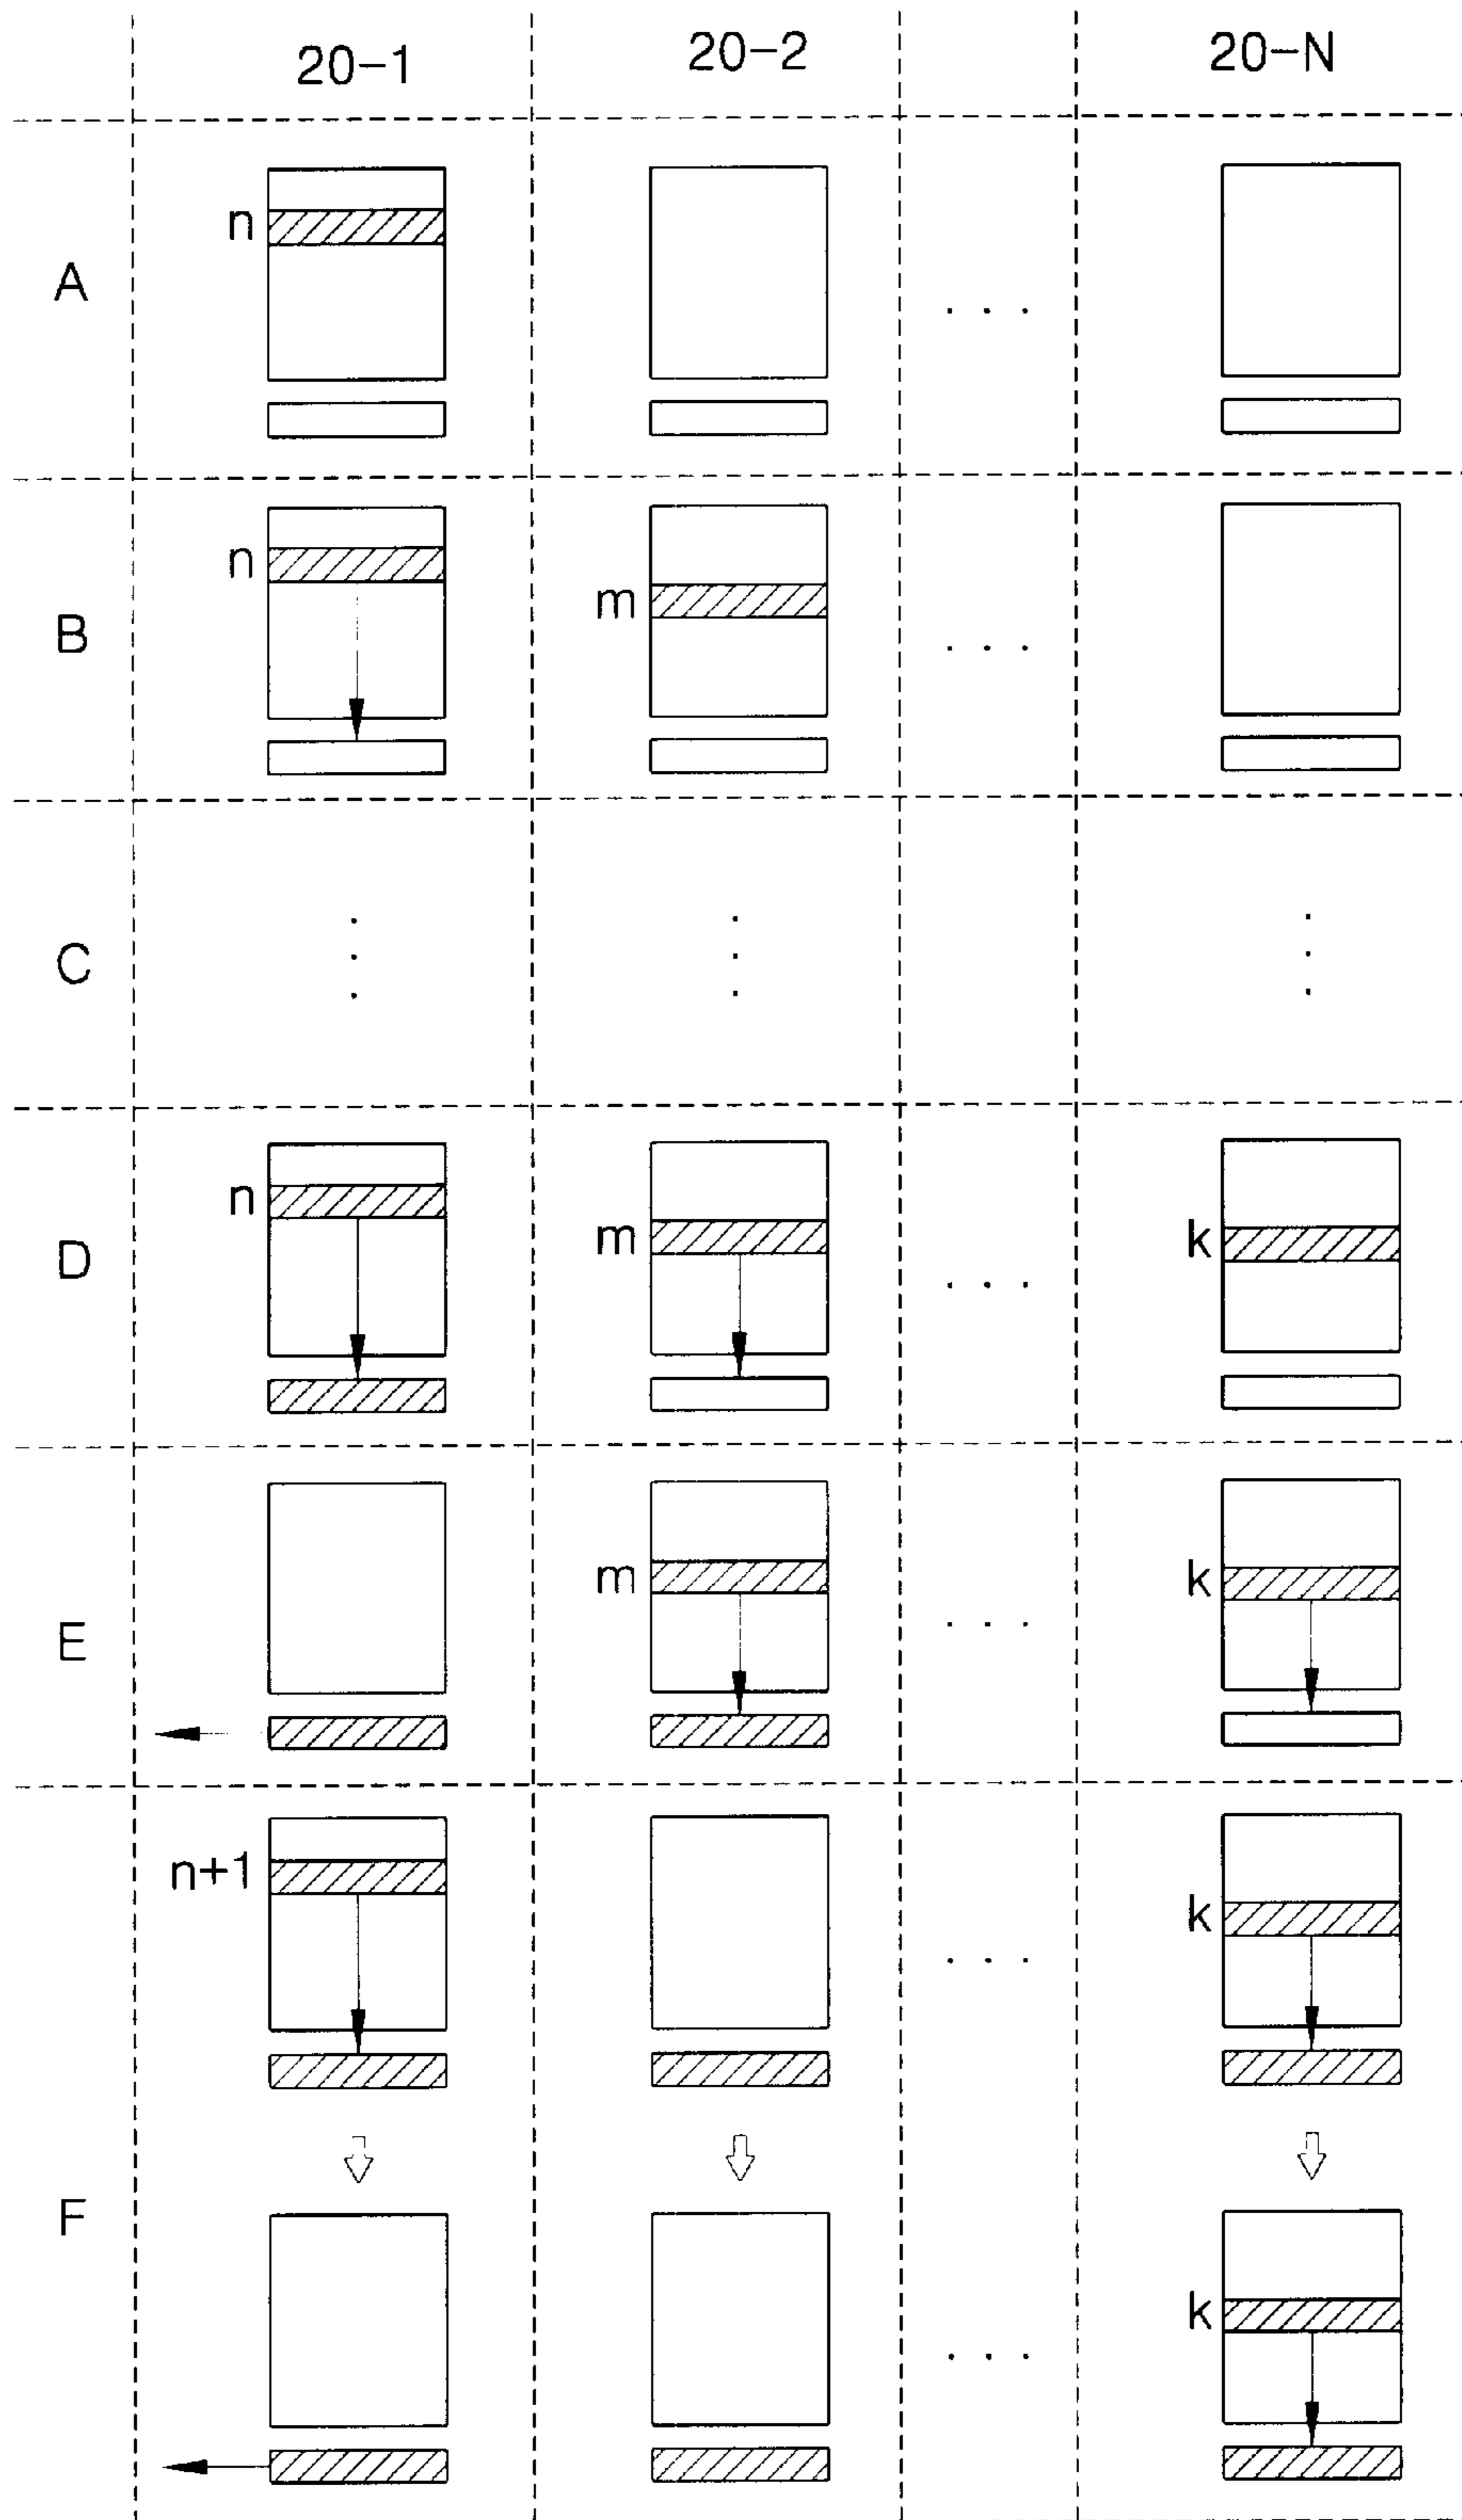 20-1 20-2 20-N
A
n
. . .
B
n
m
. . .
C
D
n
m
. . .
k
E
m
. . .
k
F
n+1
. . .
k
. . .
k